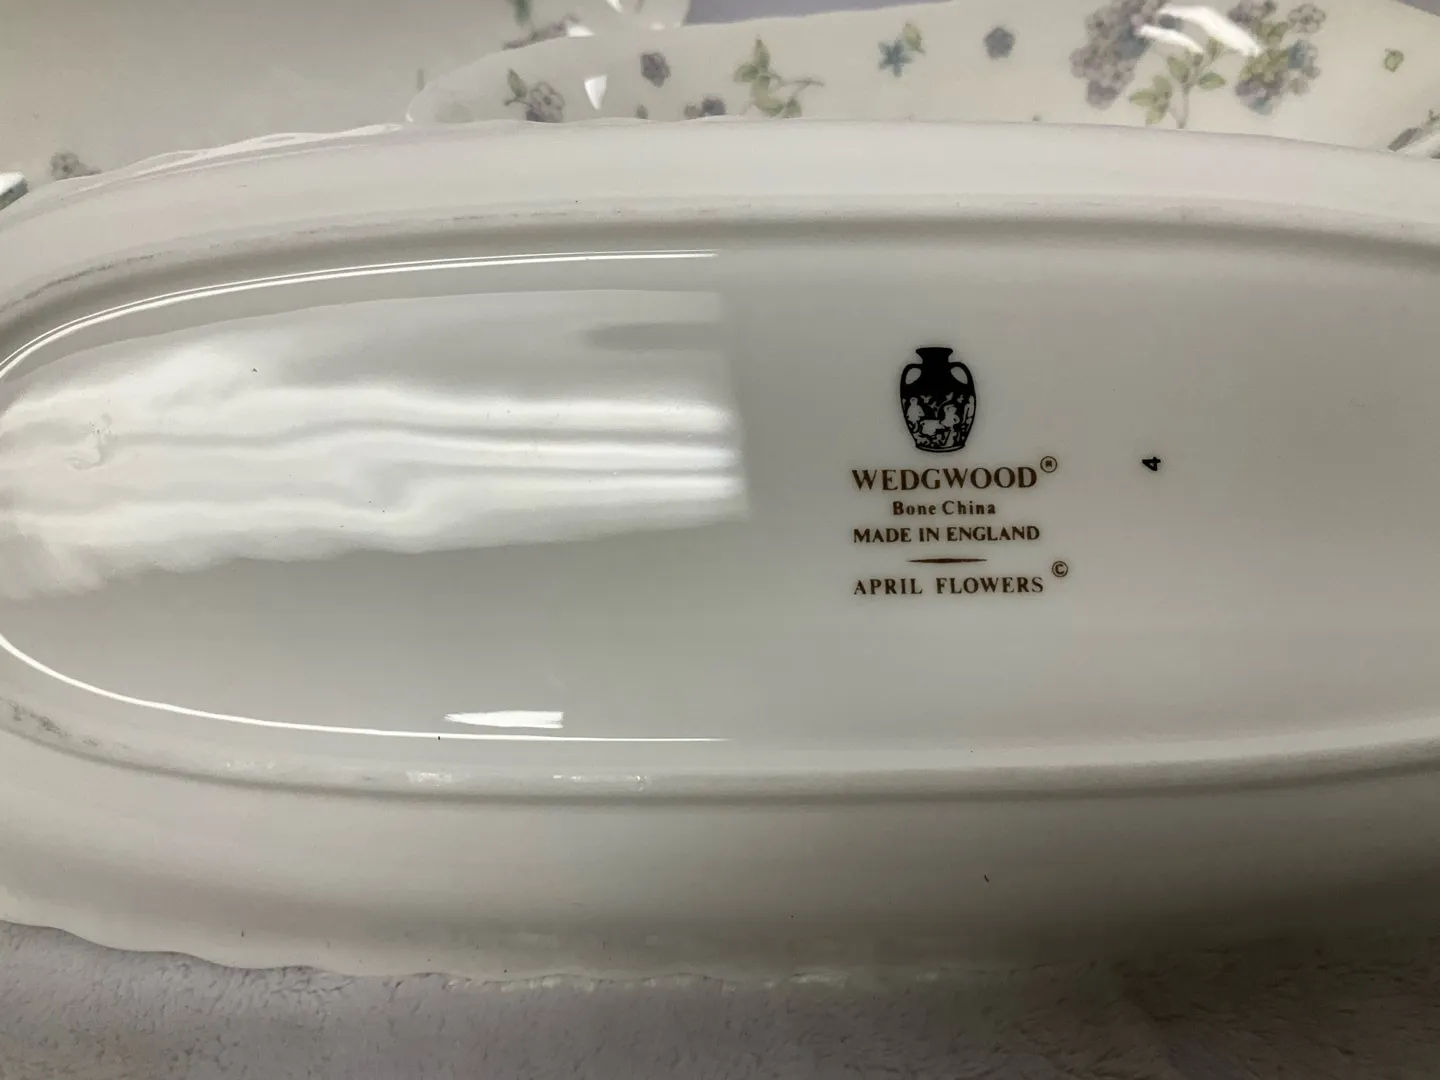 WEDGWOOD®
Bone China
MADE IN ENGLAND
APRIL FLOWERS©
4